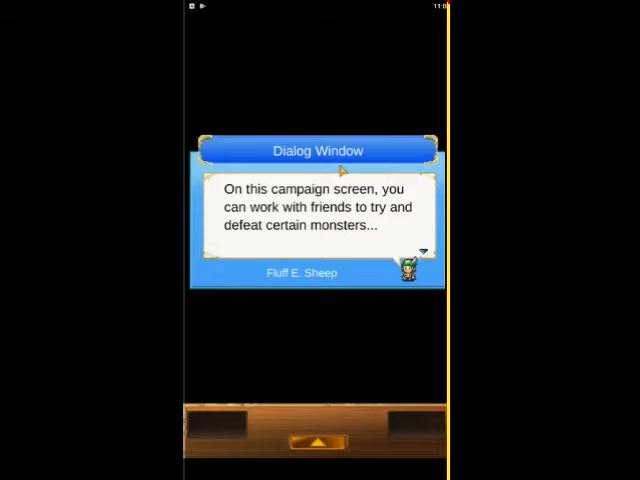 Dialog Window
On this campaign screen, you
can work with friends to try and
defeat certain monsters...
Fluff E. Sheep